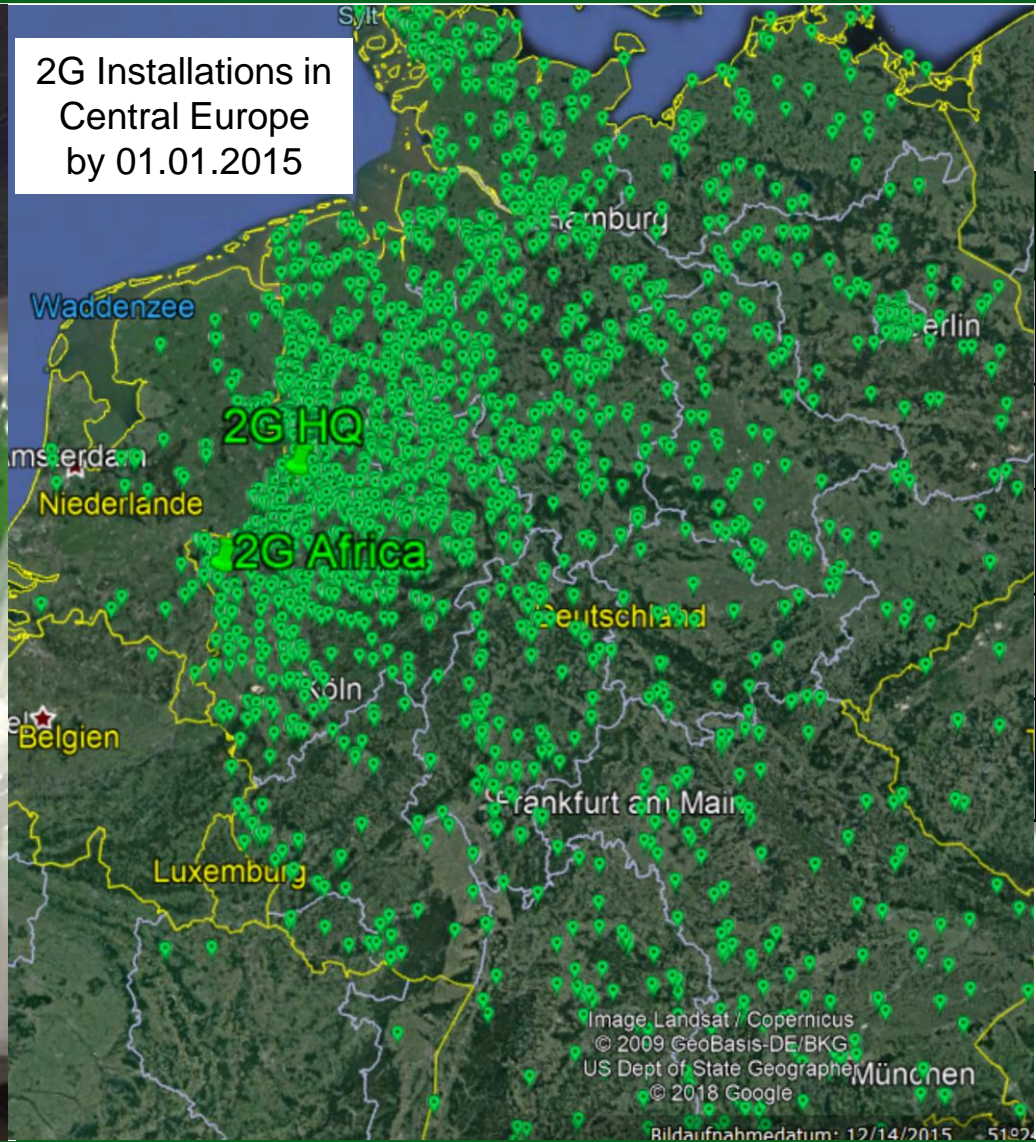 Sylt
2G Installations in
Central Europe
by 01.01.2015
Hamburg
Waddenzee
Berlin
2G HQ
Amsterdam
Niederlande
2G Africa
Deutschland
Köln
Belgien
Frankfurt am Main
Luxemburg
Image Landsat / Copernicus
© 2009 GeoBasis-DE/BKG
US Dept of State Geographer
© 2018 Google
München
Bildaufnahmedatum: 12/14/2015